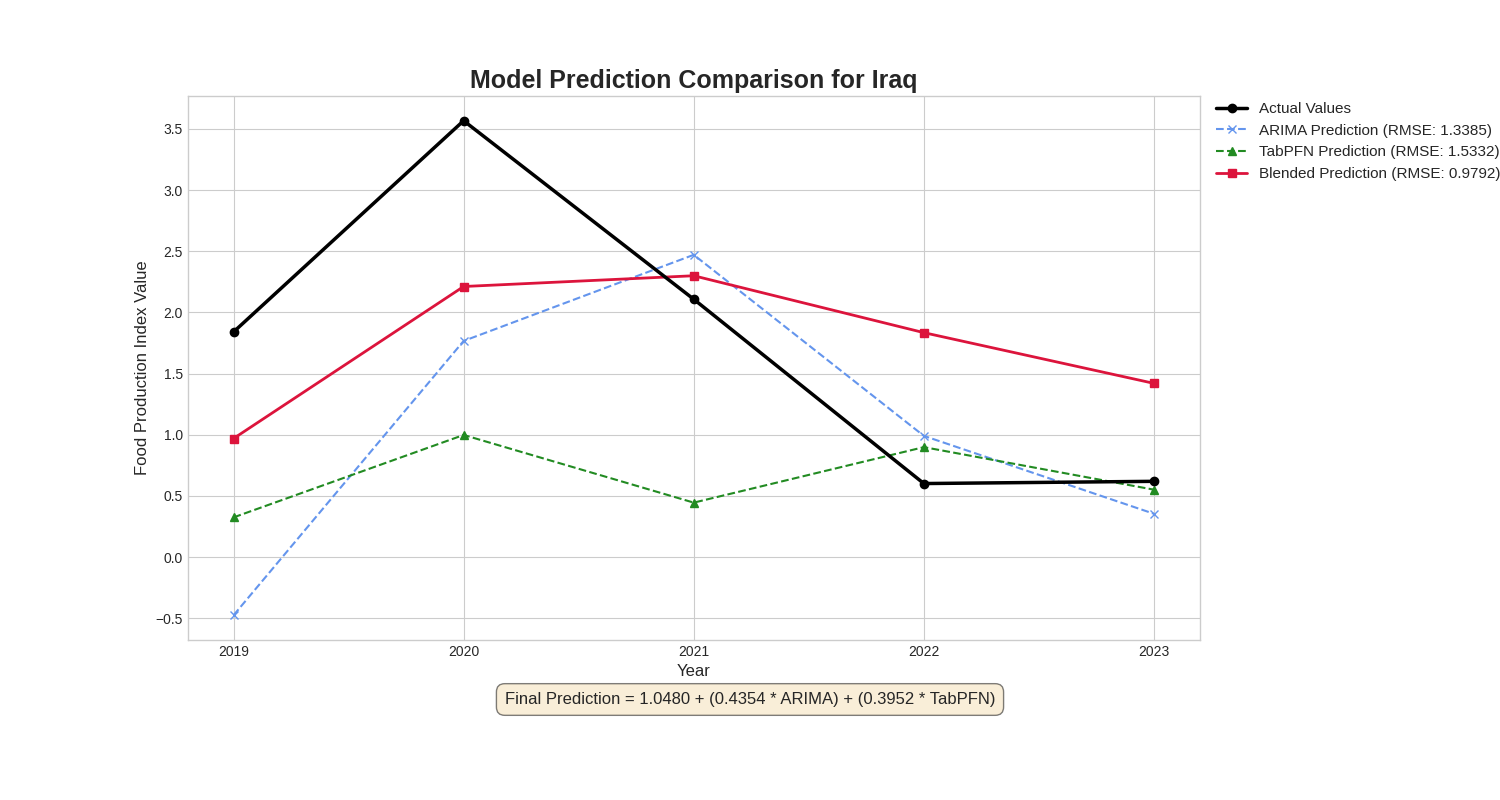 Model Prediction Comparison for Iraq
Actual Values
ARIMA Prediction (RMSE: 1.3385)
TabPFN Prediction (RMSE: 1.5332)
Blended Prediction (RMSE: 0.9792)
Food Production Index Value
3.5
3.0
2.5
2.0
1.5
1.0
0.5
0.0
−0.5
2019 2020 2021 2022 2023
Year
Final Prediction = 1.0480 + (0.4354 * ARIMA) + (0.3952 * TabPFN)